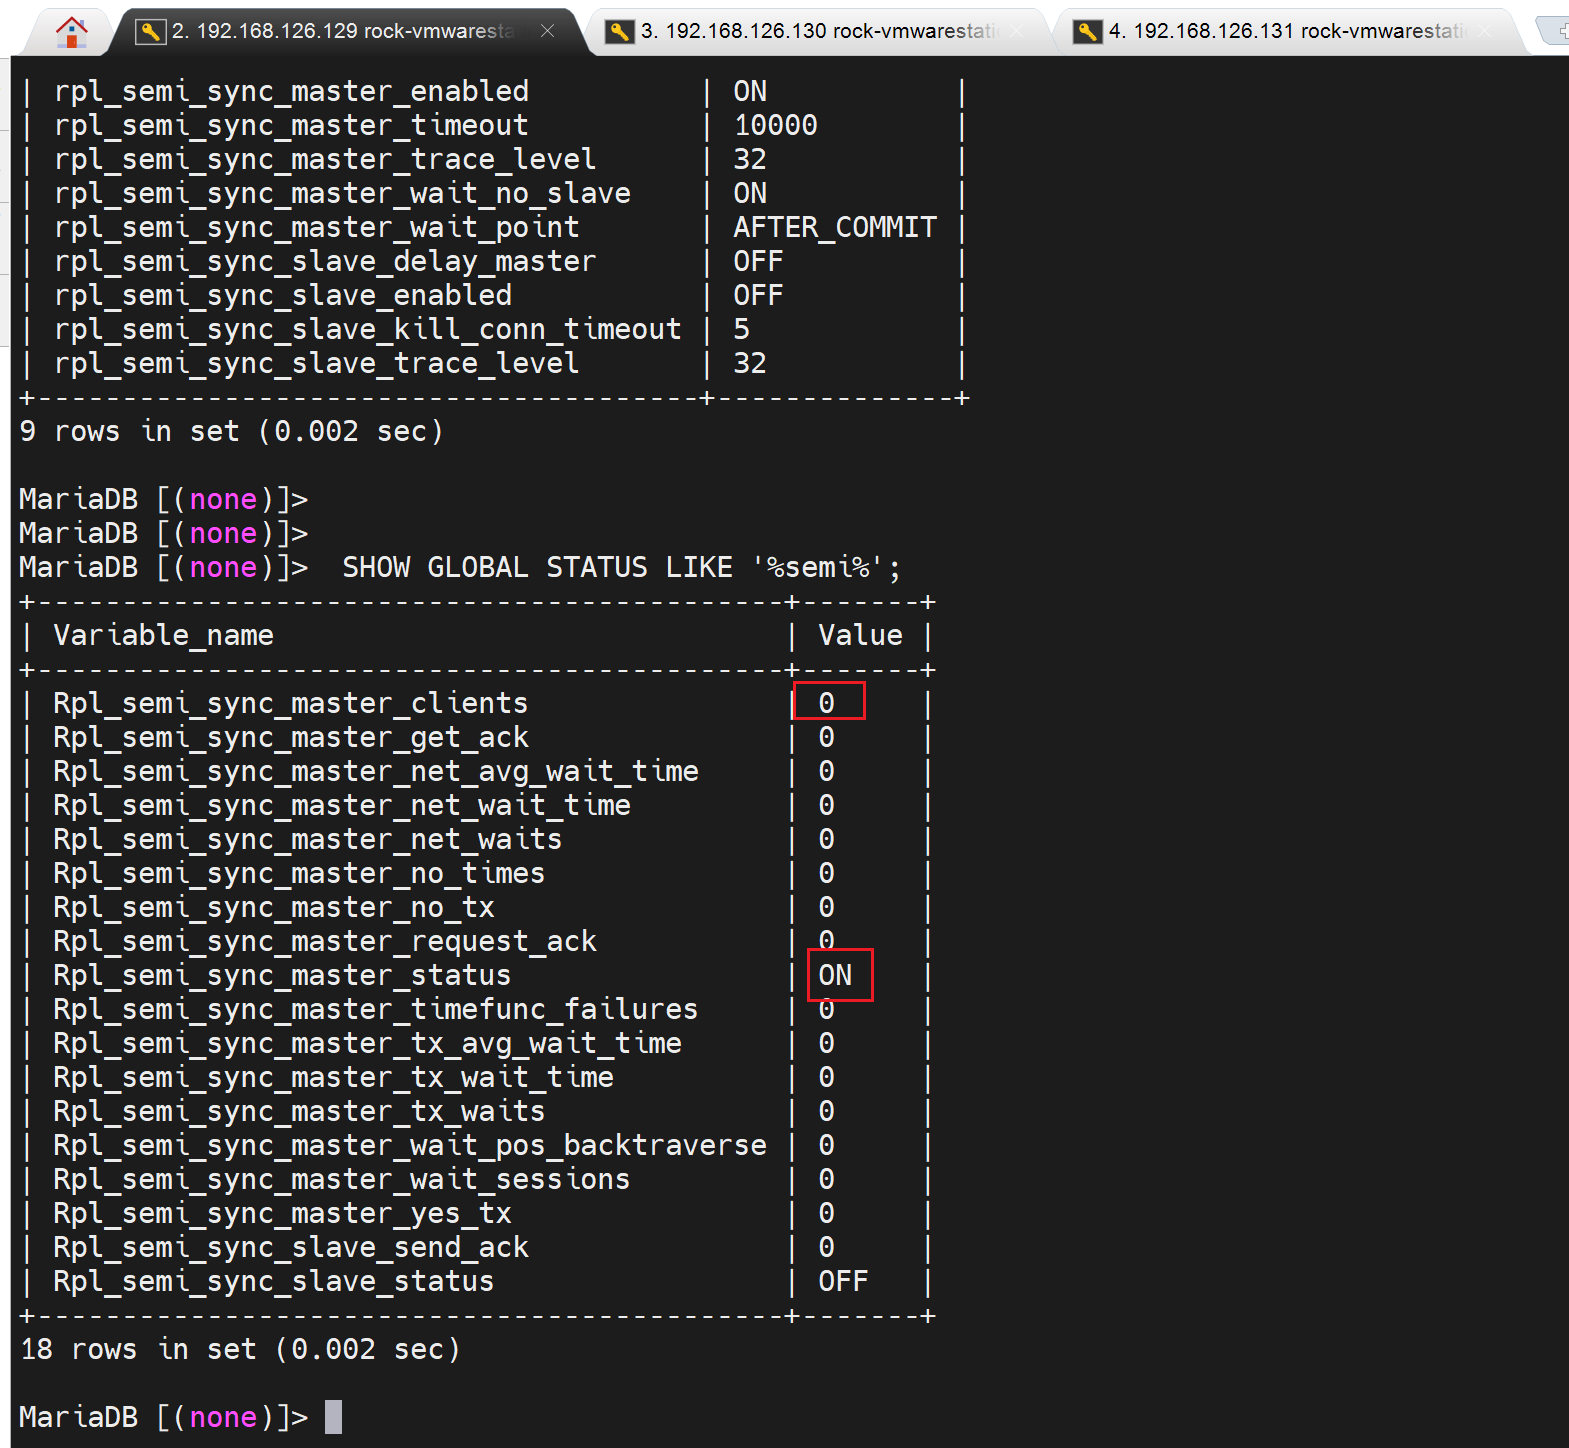 2. 192.168.126.129 rock-vmwaresta
3. 192.168.126.130 rock-vmwarestati
4. 192.168.126.131 rock-vmwarestati
| rpl_semi_sync_master_enabled          | ON           |
| rpl_semi_sync_master_timeout          | 10000        |
| rpl_semi_sync_master_trace_level      | 32           |
| rpl_semi_sync_master_wait_no_slave    | ON           |
| rpl_semi_sync_master_wait_point       | AFTER_COMMIT |
| rpl_semi_sync_slave_delay_master      | OFF          |
| rpl_semi_sync_slave_enabled           | OFF          |
| rpl_semi_sync_slave_kill_conn_timeout | 5            |
| rpl_semi_sync_slave_trace_level       | 32           |
+---------------------------------------+--------------+
9 rows in set (0.002 sec)
MariaDB [(none)]>
MariaDB [(none)]>
MariaDB [(none)]>  SHOW GLOBAL STATUS LIKE '%semi%';
+--------------------------------------------+-------+
| Variable_name                              | Value |
+--------------------------------------------+-------+
| Rpl_semi_sync_master_clients               | 0     |
| Rpl_semi_sync_master_get_ack               | 0     |
| Rpl_semi_sync_master_net_avg_wait_time     | 0     |
| Rpl_semi_sync_master_net_wait_time         | 0     |
| Rpl_semi_sync_master_net_waits             | 0     |
| Rpl_semi_sync_master_no_times              | 0     |
| Rpl_semi_sync_master_no_tx                 | 0     |
| Rpl_semi_sync_master_request_ack           | 0     |
| Rpl_semi_sync_master_status                | ON    |
| Rpl_semi_sync_master_timefunc_failures     | 0     |
| Rpl_semi_sync_master_tx_avg_wait_time      | 0     |
| Rpl_semi_sync_master_tx_wait_time          | 0     |
| Rpl_semi_sync_master_tx_waits              | 0     |
| Rpl_semi_sync_master_wait_pos_backtraverse | 0     |
| Rpl_semi_sync_master_wait_sessions         | 0     |
| Rpl_semi_sync_master_yes_tx                | 0     |
| Rpl_semi_sync_slave_send_ack               | 0     |
| Rpl_semi_sync_slave_status                 | OFF   |
+--------------------------------------------+-------+
18 rows in set (0.002 sec)
MariaDB [(none)]>